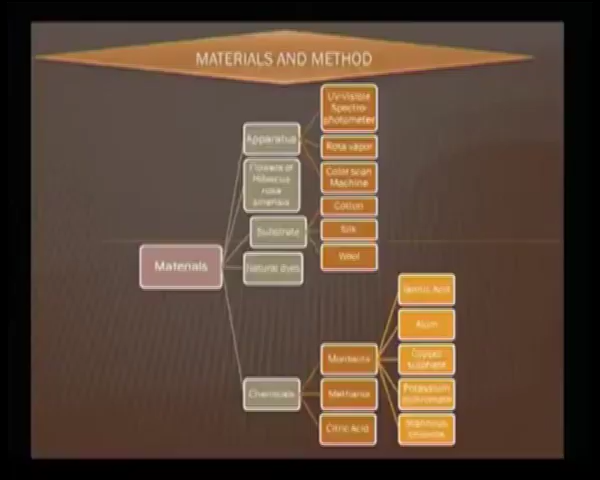 MATERIALS AND METHOD
UV-Visible
Spectro-
photometer
Apparatus
Rota vapor
Flowers of
Hibiscus
rosa
sinensis
Color scan
Machine
Cotton
Substrate
Silk
Wool
Materials
Natural dyes
Tannic Acid
Alum
Mordants
Copper
sulphate
Chemicals
Methanol
Potassium
dichromate
Citric Acid
Stannous
chloride